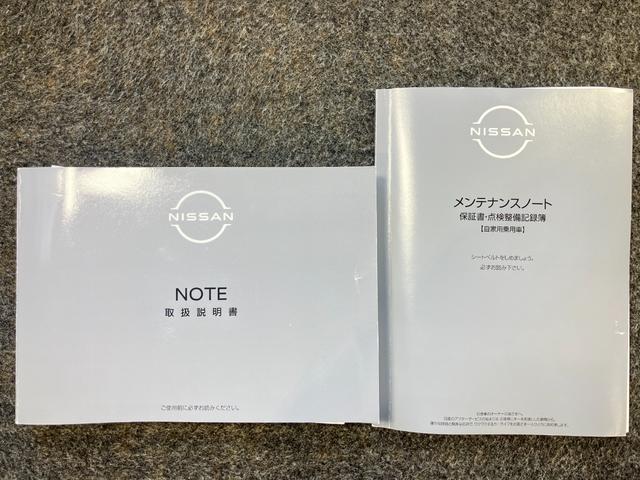 NISSAN
NOTE
取扱説明書
ご使用前に必ずお読みください。
NISSAN
メンテナンスノート
保証書・点検整備記録簿
【自家用乗用車】
シートベルトをしめましょう。
必ずお読み下さい。